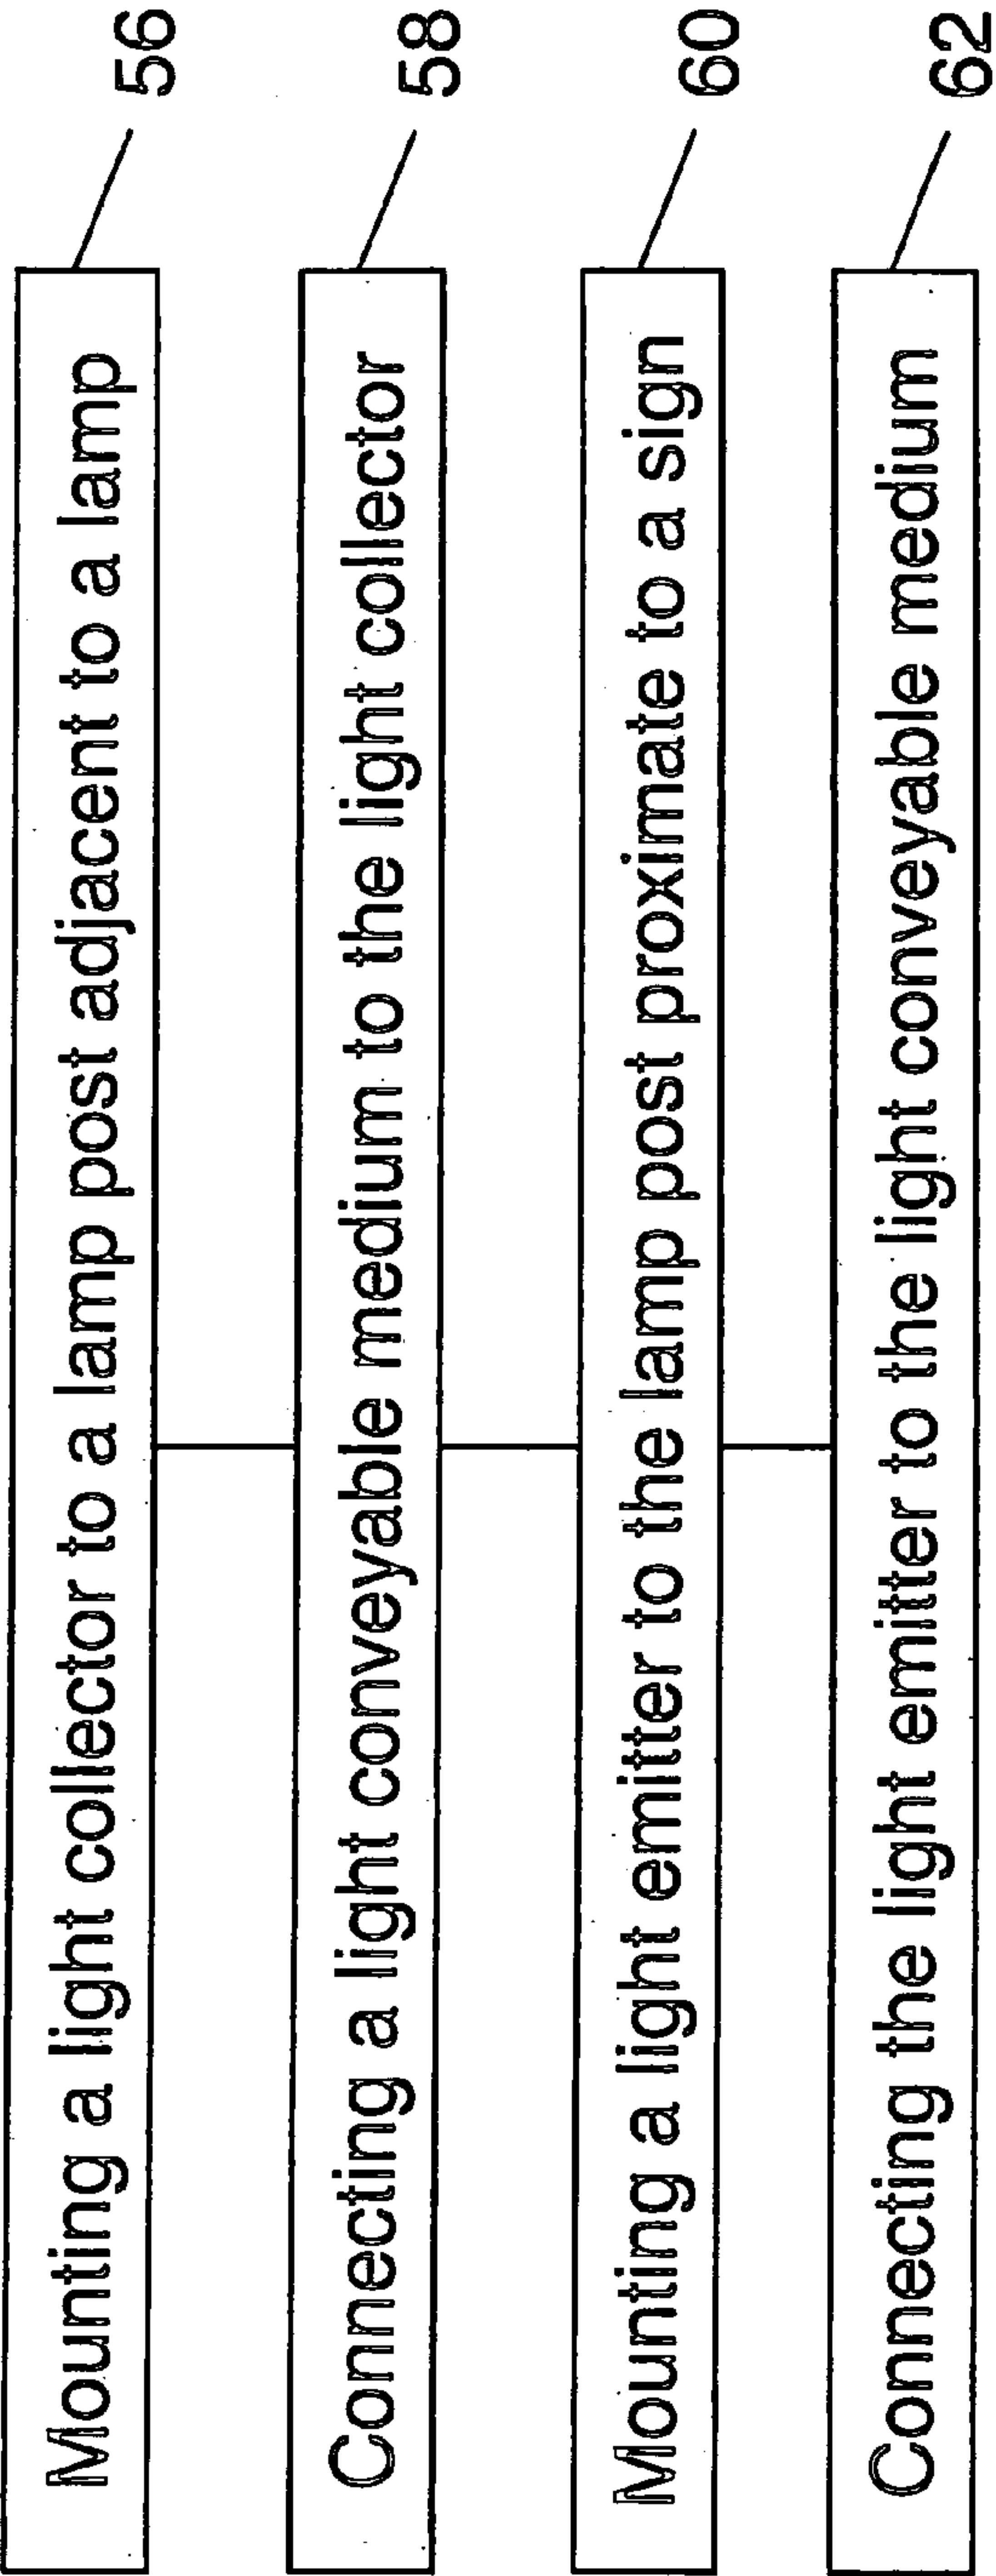 Mounting a light collector to a lamp post adjacent to a lamp
56
Connecting a light conveyable medium to the light collector
58
Mounting a light emitter to the lamp post proximate to a sign
60
Connecting the light emitter to the light conveyable medium
62